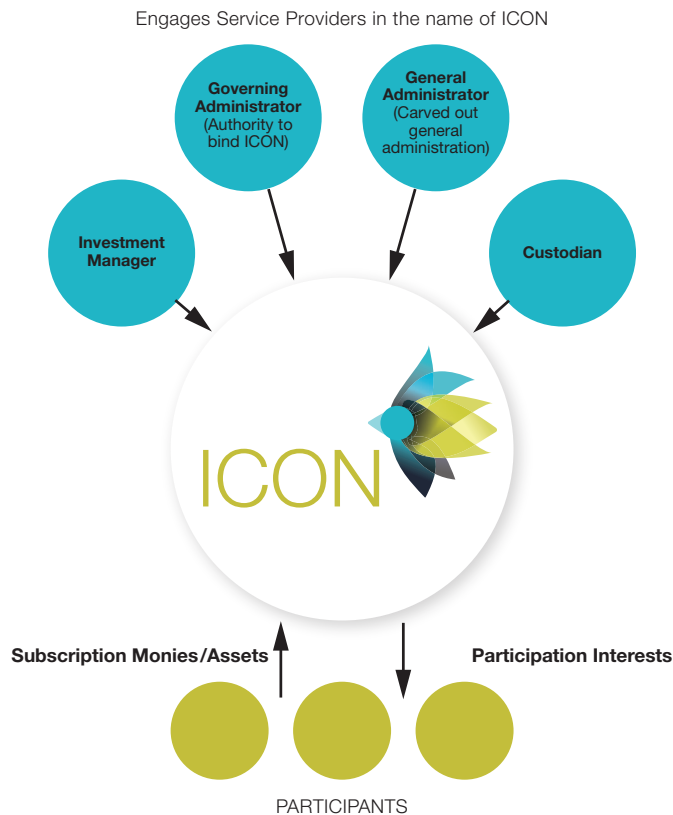 Engages Service Providers in the name of ICON
Governing
Administrator
(Authority to
bind ICON)
General
Administrator
(Carved out
general
administration)
Investment
Manager
Custodian
ICON
Subscription Monies/Assets
Participation Interests
PARTICIPANTS